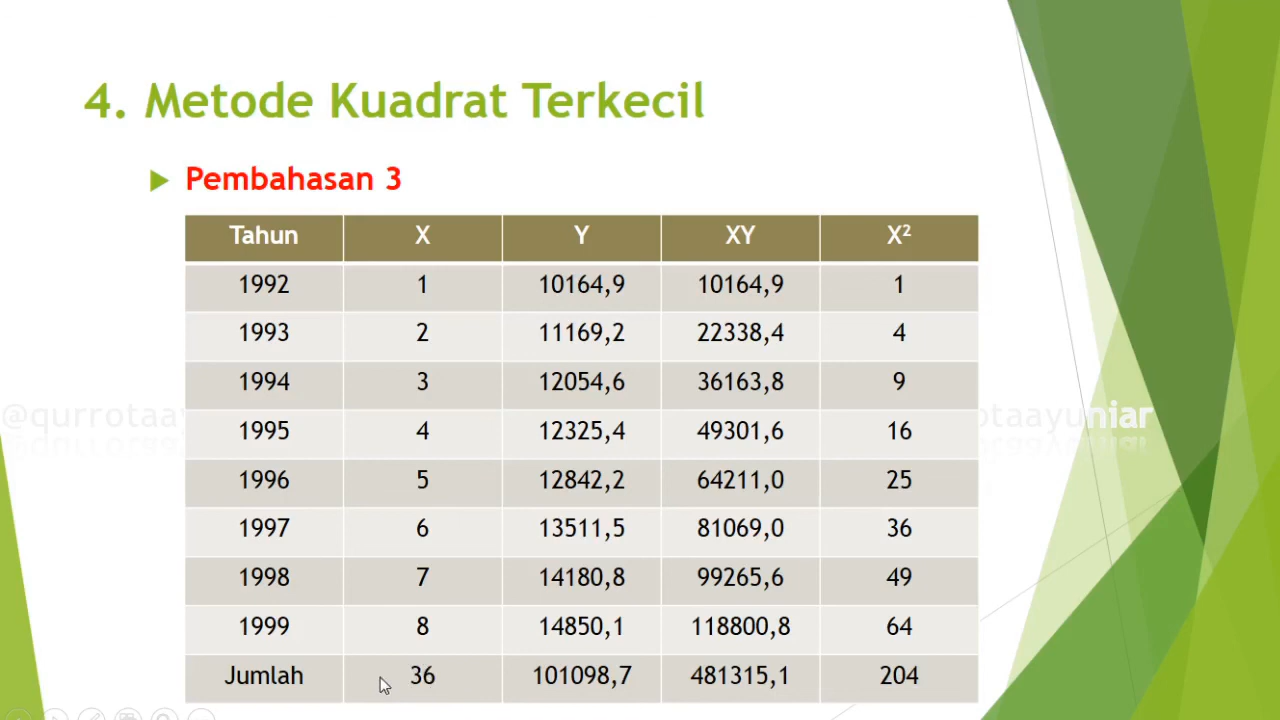 4. Metode Kuadrat Terkecil
Pembahasan 3
Tahun X Y XY X²
1992 1 10164,9 10164,9 1
1993 2 11169,2 22338,4 4
1994 3 12054,6 36163,8 9
@qurrotaay otaayuniar
1995 4 12325,4 49301,6 16
1996 5 12842,2 64211,0 25
1997 6 13511,5 81069,0 36
1998 7 14180,8 99265,6 49
1999 8 14850,1 118800,8 64
Jumlah 36 101098,7 481315,1 204